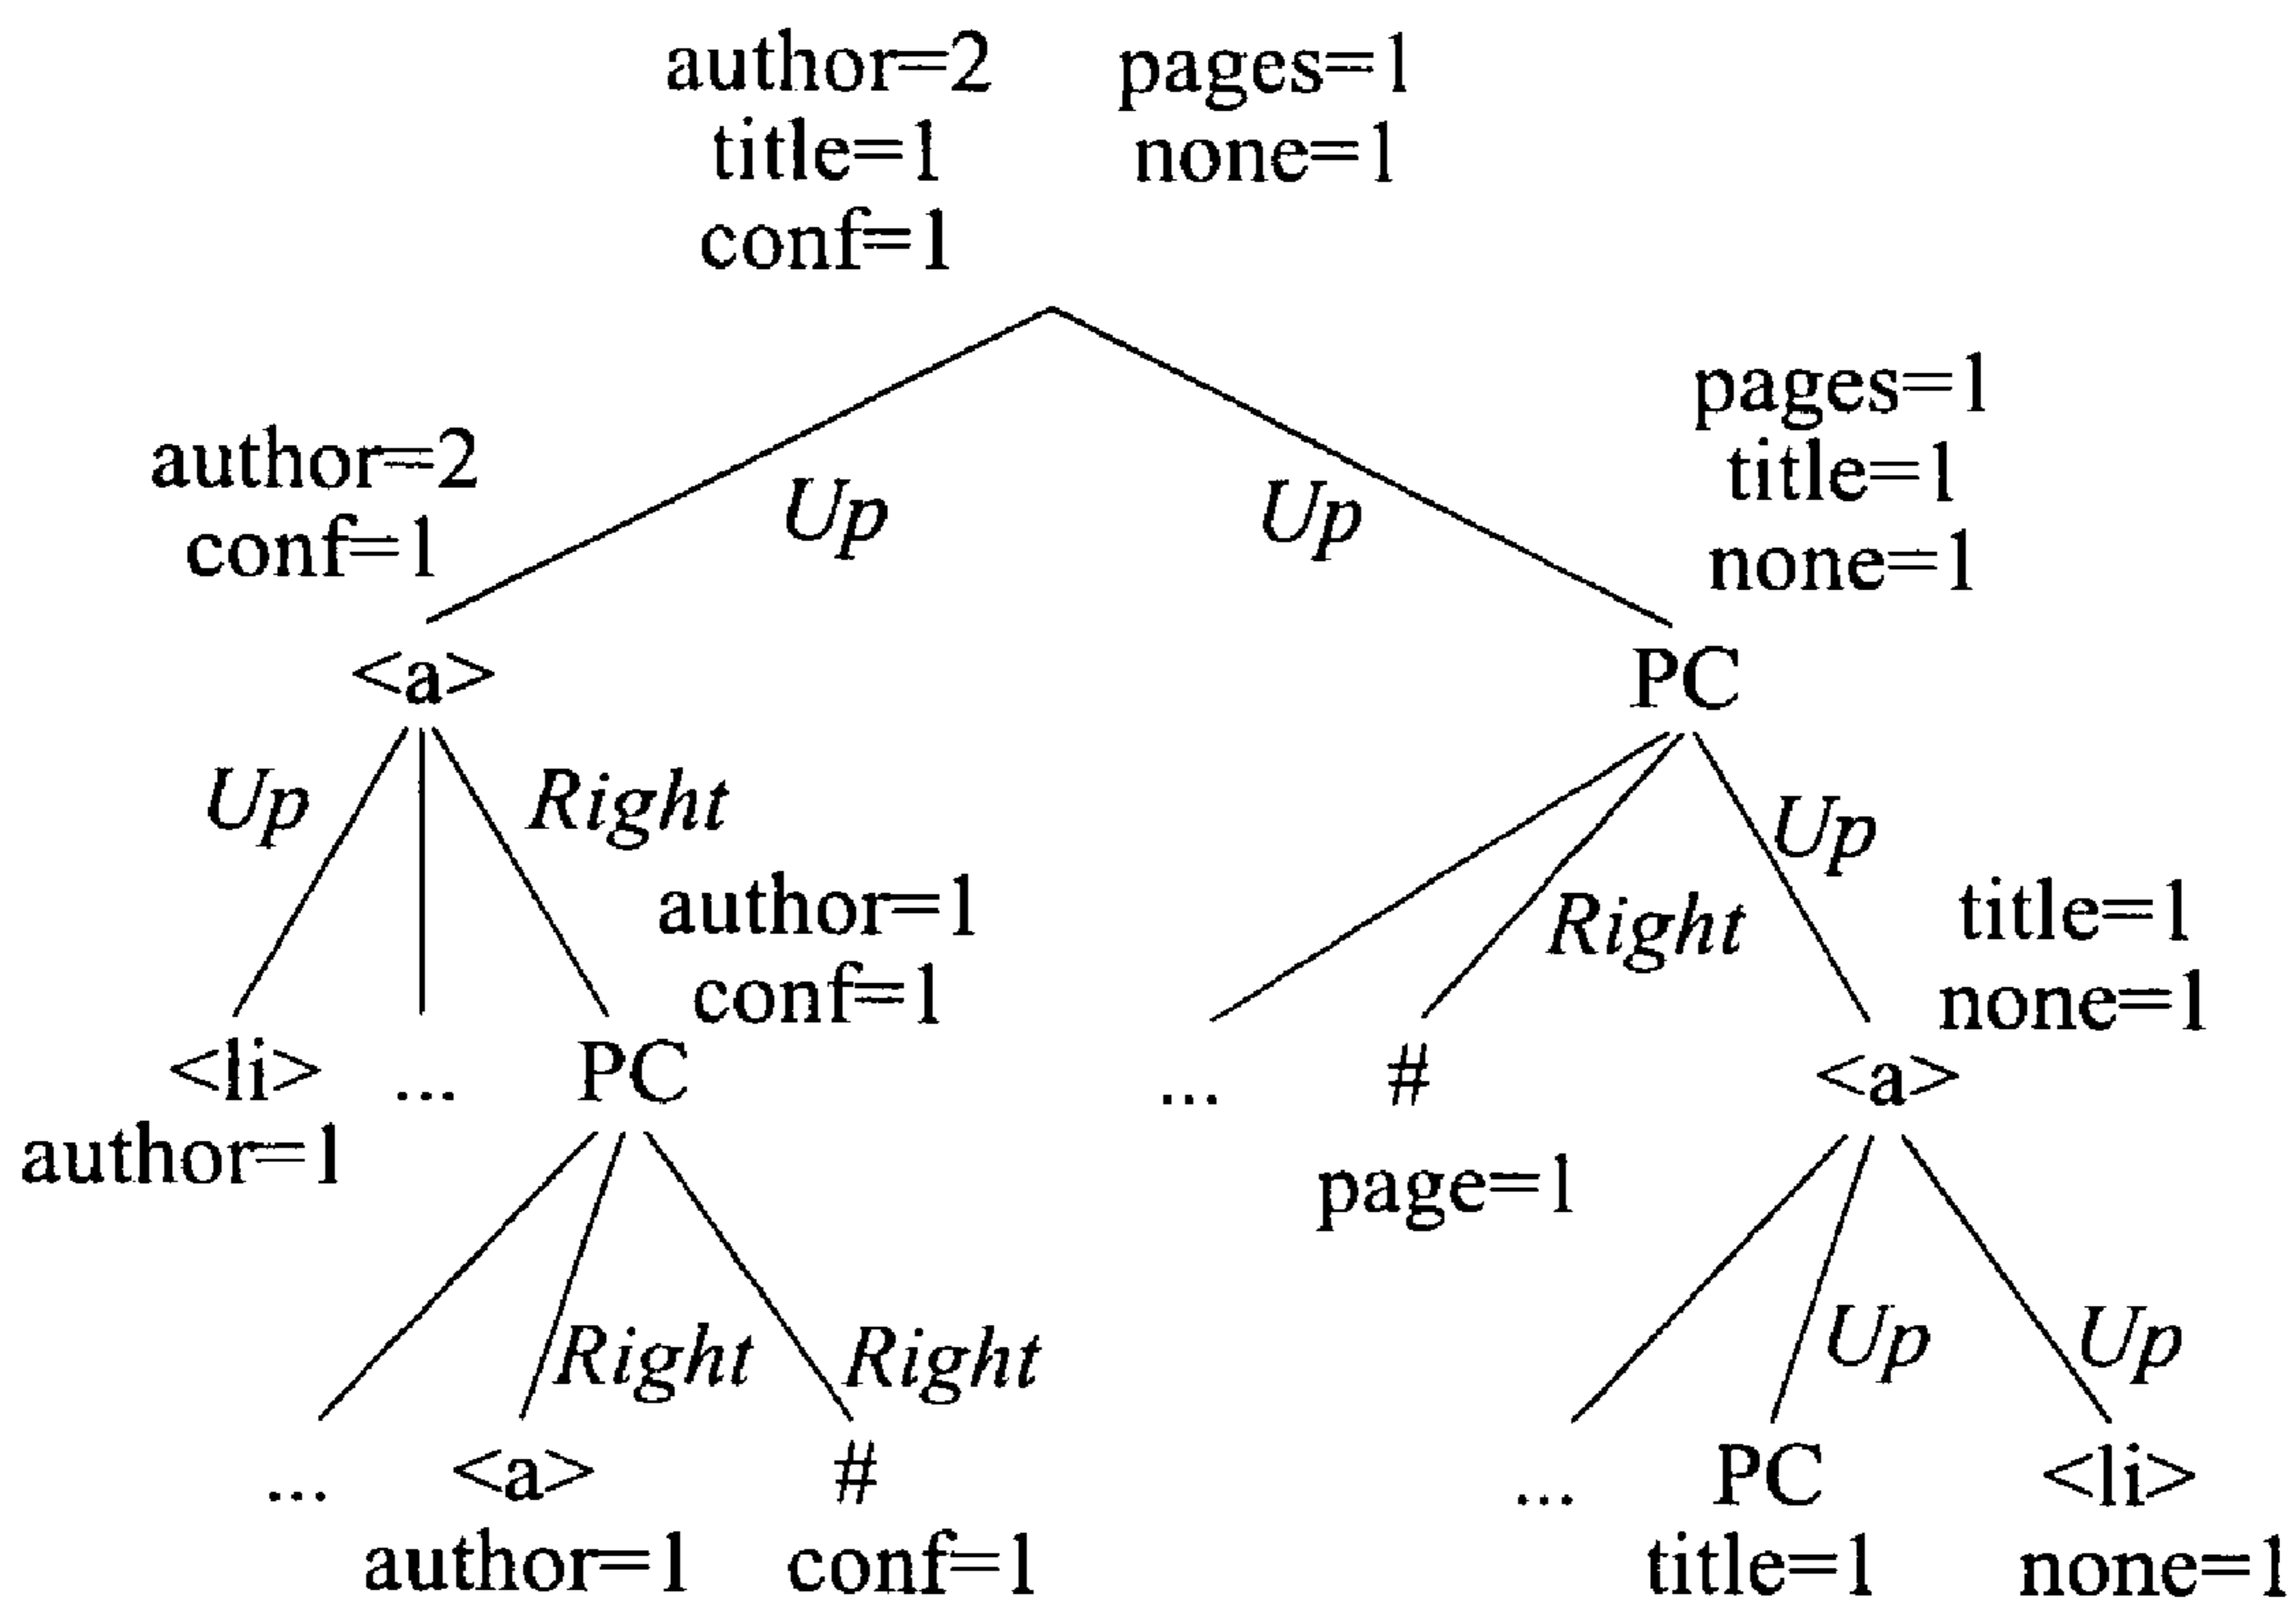 author=2 pages=1
title=1 none=1
conf=1
pages=1
title=1
none=1
author=2
conf=1
Up Up
<a> PC
Up Right Up
Right
author=1
conf=1
title=1
none=1
<li> ... PC ... # <a>
author=1 page=1
Right Right Up Up
... <a> # ... PC <li>
author=1 conf=1 title=1 none=1